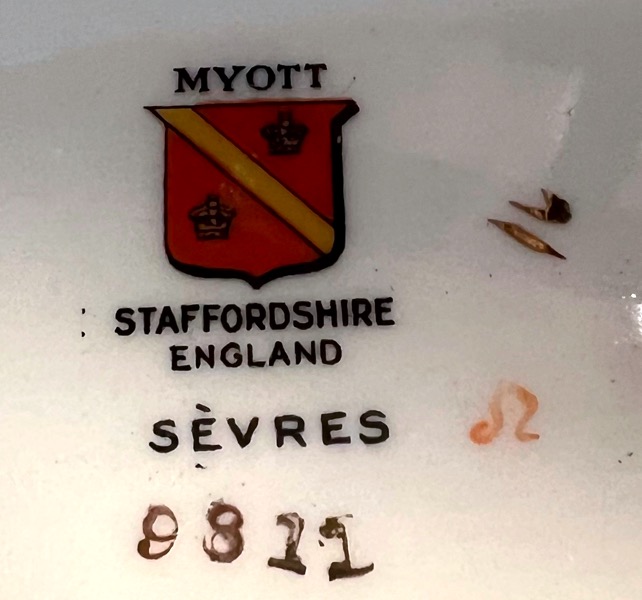 MYOTT
STAFFORDSHIRE
ENGLAND
SÈVRES
9811